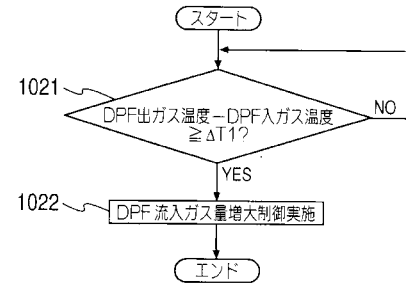 スタート
1021
DPF出ガス温度－DPF入ガス温度
≧ΔT1?
NO
YES
1022
DPF流入ガス量増大制御実施
エンド